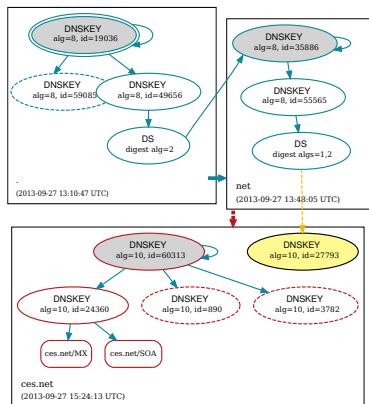 DNSKEY
alg=8, id=19036
DNSKEY
alg=8, id=59085
DNSKEY
alg=8, id=49656
DS
digest alg=2
.
(2013-09-27 13:10:47 UTC)
DNSKEY
alg=8, id=35886
DNSKEY
alg=8, id=55565
DS
digest algs=1,2
net
(2013-09-27 13:48:05 UTC)
DNSKEY
alg=10, id=60313
DNSKEY
alg=10, id=27793
DNSKEY
alg=10, id=24360
DNSKEY
alg=10, id=890
DNSKEY
alg=10, id=3782
ces.net/MX
ces.net/SOA
ces.net
(2013-09-27 15:24:13 UTC)